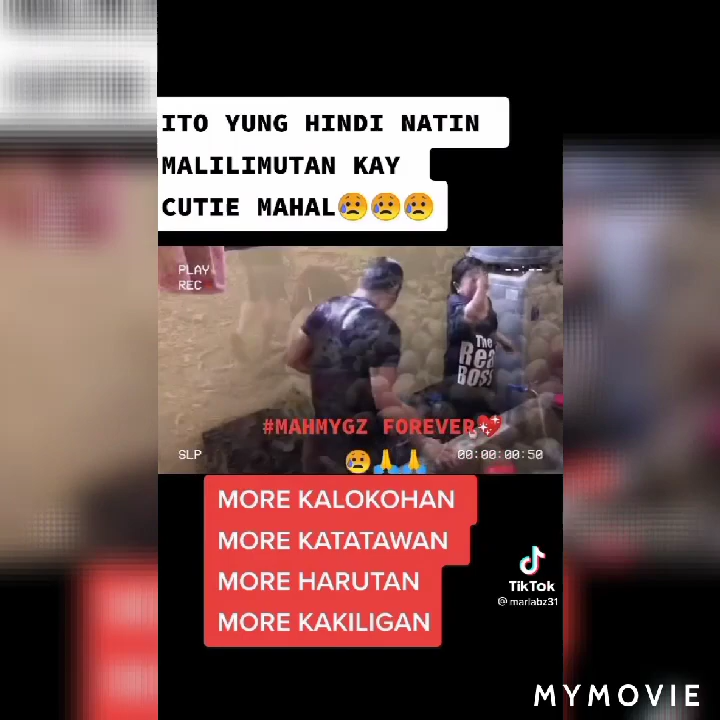 ITO YUNG HINDI NATIN
MALILIMUTAN KAY
CUTIE MAHAL😥😥😥
PLAY
REC
--:--
The
Real
BOSS
#MAHMYGZ FOREVER💖
😥🙏🙏
SLP
00:00:00:50
MORE KALOKOHAN
MORE KATATAWAN
MORE HARUTAN
MORE KAKILIGAN
TikTok
@marlabz31
MYMOVIE